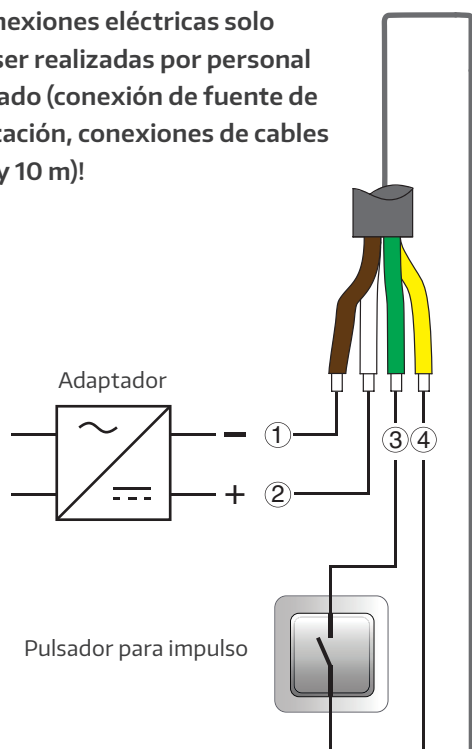 nexiones eléctricas solo
ser realizadas por personal
ado (conexión de fuente de
tación, conexiones de cables
y 10 m)!
Adaptador
- ①
③ ④
+ ②
Pulsador para impulso